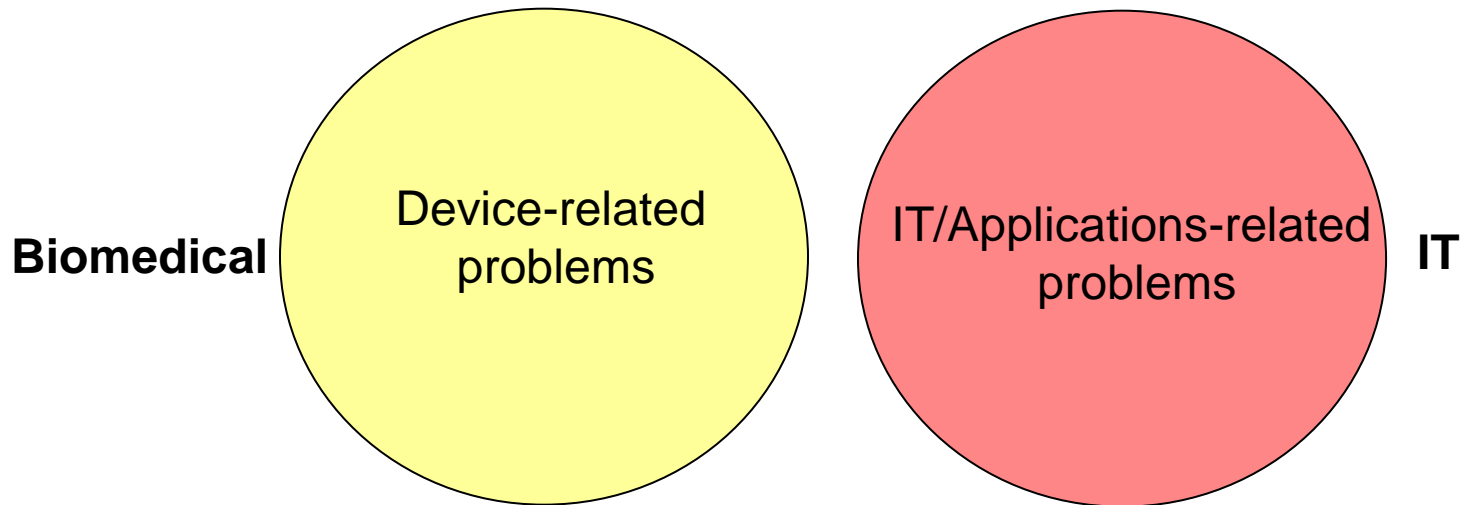 Biomedical
Device-related
problems
IT/Applications-related
problems
IT